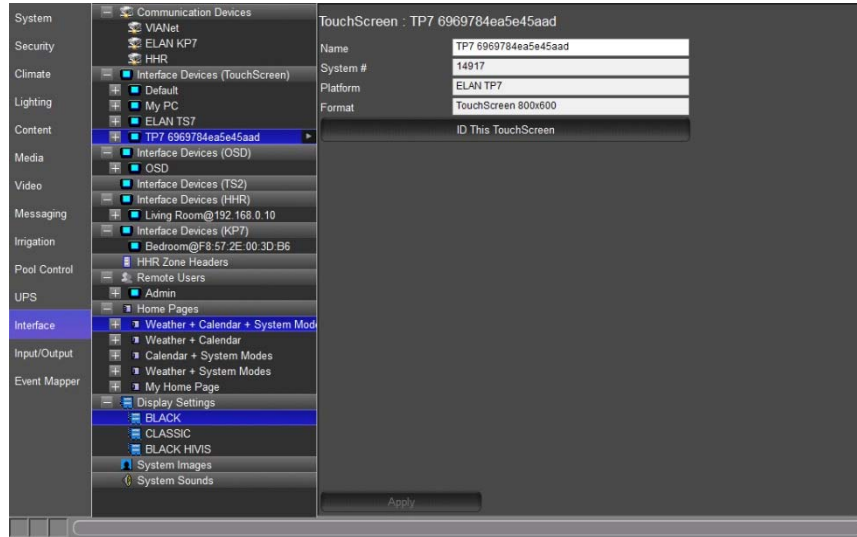 System
Security
Climate
Lighting
Content
Media
Video
Messaging
Irrigation
Pool Control
UPS
Interface
Input/Output
Event Mapper
Communication Devices
VIANet
ELAN KP7
HHR
Interface Devices (TouchScreen)
Default
My PC
ELAN TS7
TP7 6969784ea5e45aad
Interface Devices (OSD)
OSD
Interface Devices (TS2)
Interface Devices (HHR)
Living Room@192.168.0.10
Interface Devices (KP7)
Bedroom@F8:57:2E:00:3D:B6
HHR Zone Headers
Remote Users
Admin
Home Pages
Weather + Calendar + System Mod
Weather + Calendar
Calendar + System Modes
Weather + System Modes
My Home Page
Display Settings
BLACK
CLASSIC
BLACK HIVIS
System Images
System Sounds
TouchScreen : TP7 6969784ea5e45aad
Name TP7 6969784ea5e45aad
System # 14917
Platform ELAN TP7
Format TouchScreen 800x600
ID This TouchScreen
Apply